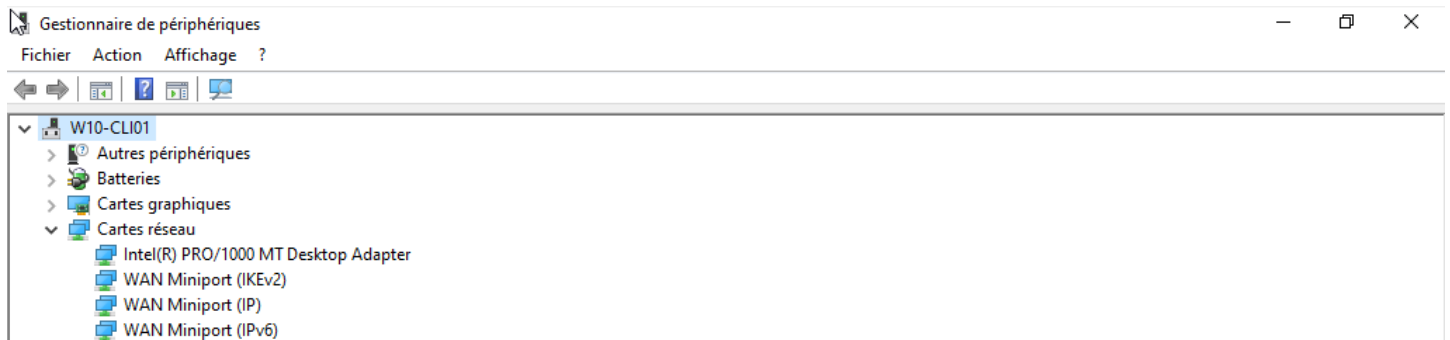 Gestionnaire de périphériques
Fichier Action Affichage ?
W10-CLI01
Autres périphériques
Batteries
Cartes graphiques
Cartes réseau
Intel(R) PRO/1000 MT Desktop Adapter
WAN Miniport (IKEv2)
WAN Miniport (IP)
WAN Miniport (IPv6)